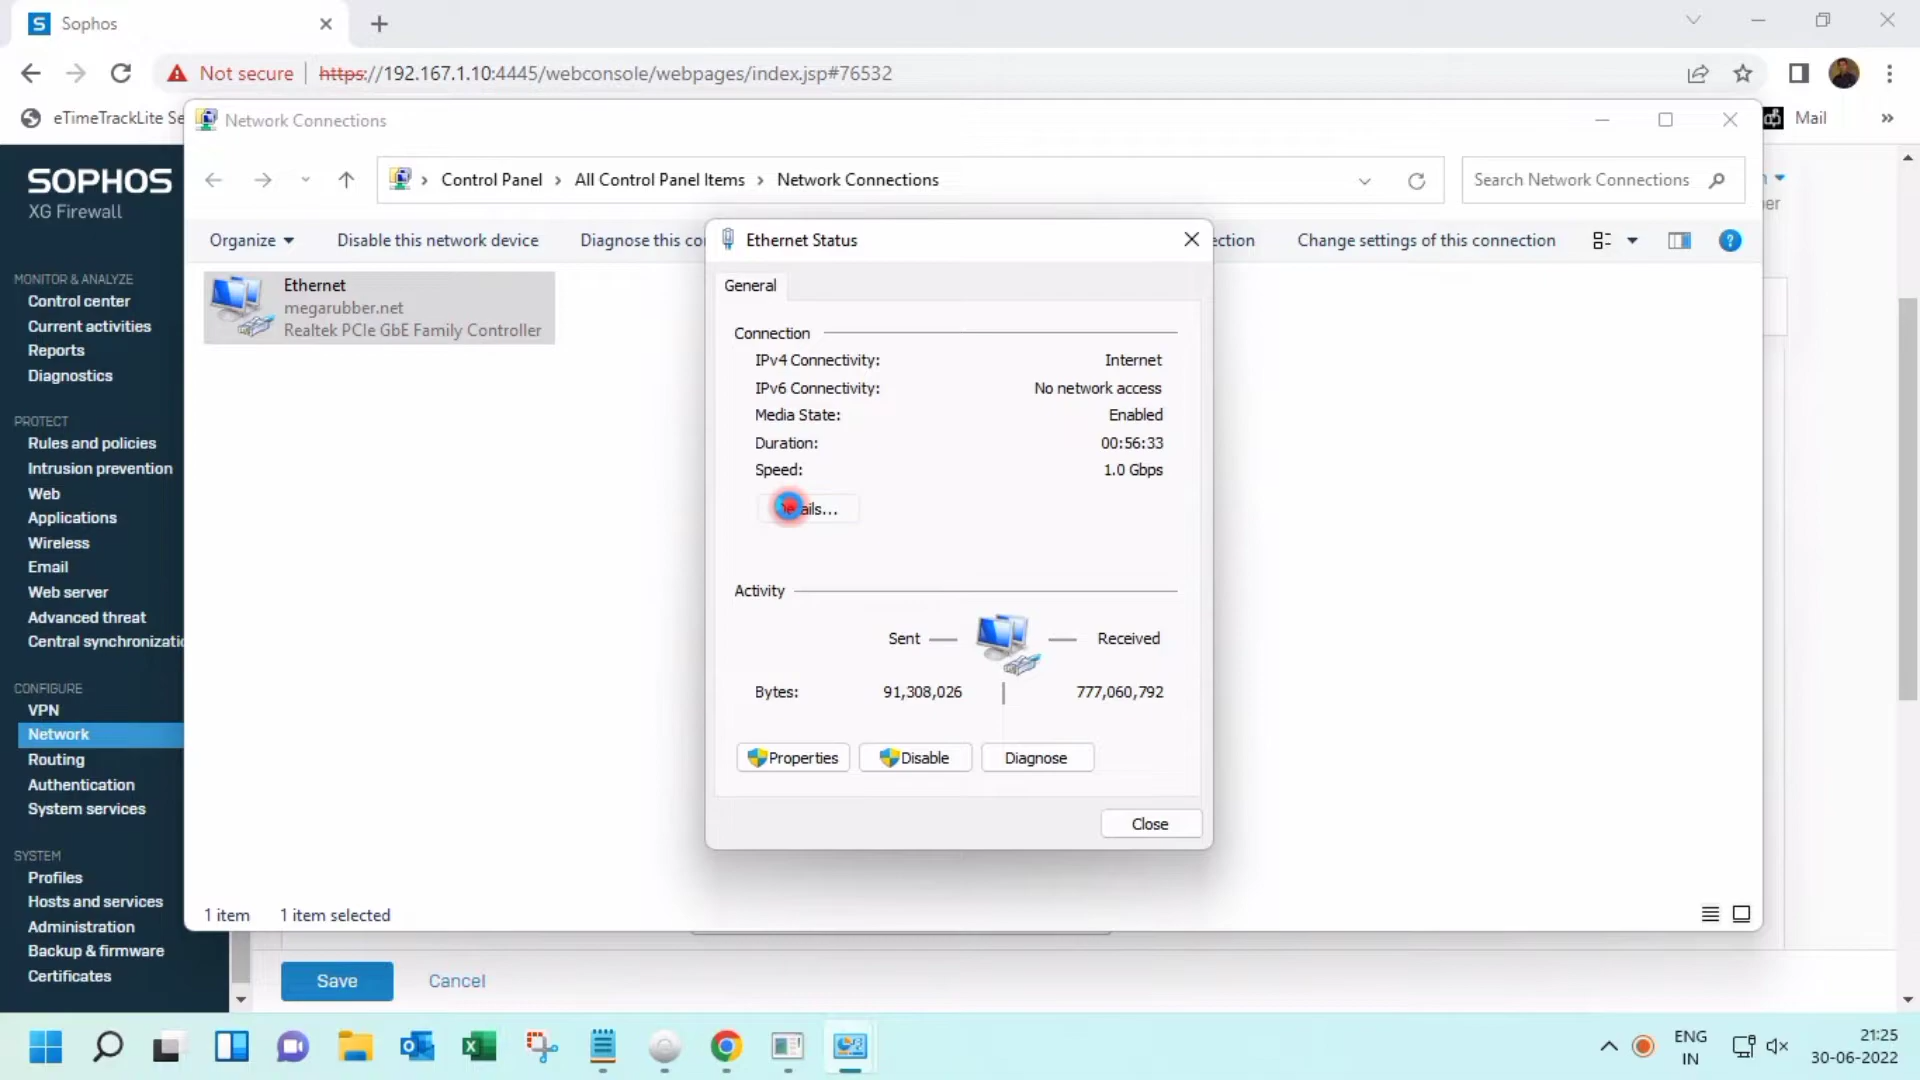 Sophos
Not secure
https://192.167.1.10:4445/webconsole/webpages/index.jsp#76532
eTimeTrackLite Se
Mail
»
Network Connections
Control Panel > All Control Panel Items > Network Connections
Search Network Connections
Organize
Disable this network device
Diagnose this co
ection
Change settings of this connection
Ethernet
megarubber.net
Realtek PCIe GbE Family Controller
SOPHOS
XG Firewall
MONITOR & ANALYZE
Control center
Current activities
Reports
Diagnostics
PROTECT
Rules and policies
Intrusion prevention
Web
Applications
Wireless
Email
Web server
Advanced threat
Central synchronizatio
CONFIGURE
VPN
Network
Routing
Authentication
System services
SYSTEM
Profiles
Hosts and services
Administration
Backup & firmware
Certificates
Ethernet Status
General
Connection
IPv4 Connectivity: Internet
IPv6 Connectivity: No network access
Media State: Enabled
Duration: 00:56:33
Speed: 1.0 Gbps
ails...
Activity
Sent
Received
Bytes: 91,308,026 777,060,792
Properties
Disable
Diagnose
Close
1 item
1 item selected
Save
Cancel
ENG
IN
21:25
30-06-2022